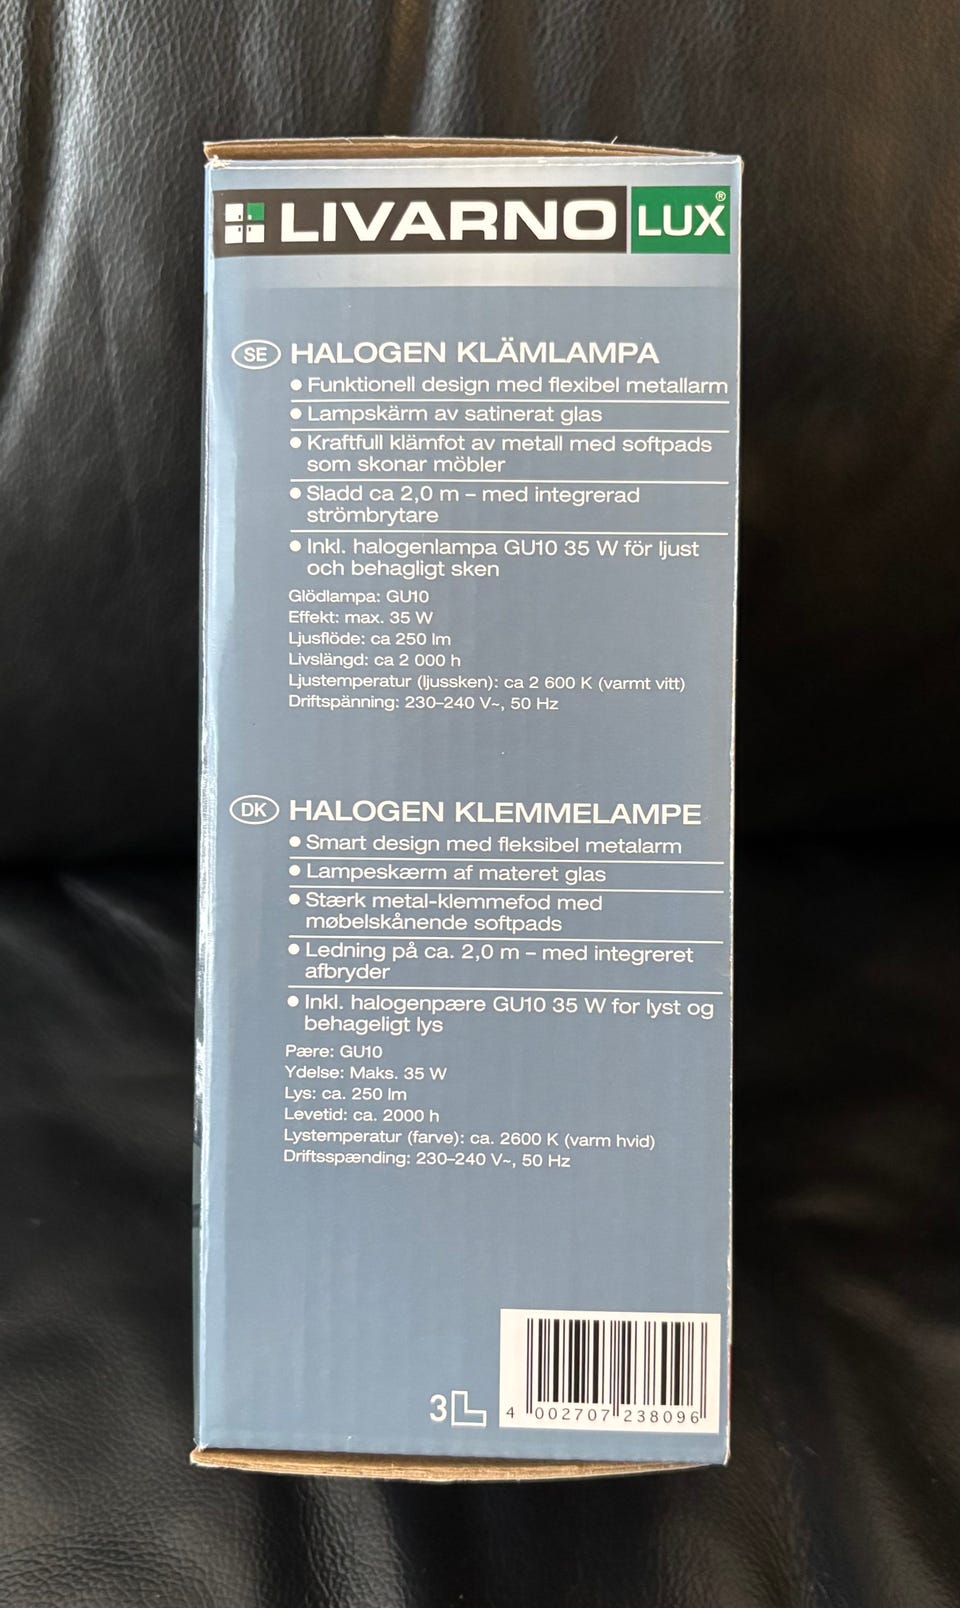 LIVARNO LUX®
SE HALOGEN KLÄMLAMPA
● Funktionell design med flexibel metallarm
● Lampskärm av satinerat glas
● Kraftfull klämfot av metall med softpads
som skonar möbler
● Sladd ca 2,0 m – med integrerad
strömbrytare
● Inkl. halogenlampa GU10 35 W för ljust
och behagligt sken
Glödlampa: GU10
Effekt: max. 35 W
Ljusflöde: ca 250 lm
Livslängd: ca 2 000 h
Ljustemperatur (ljussken): ca 2 600 K (varmt vitt)
Driftspänning: 230–240 V~, 50 Hz
DK HALOGEN KLEMMELAMPE
● Smart design med fleksibel metalarm
● Lampeskærm af materet glas
● Stærk metal-klemmefod med
møbelskånende softpads
● Ledning på ca. 2,0 m – med integreret
afbryder
● Inkl. halogenpære GU10 35 W for lyst og
behageligt lys
Pære: GU10
Ydelse: Maks. 35 W
Lys: ca. 250 lm
Levetid: ca. 2000 h
Lystemperatur (farve): ca. 2600 K (varm hvid)
Driftsspænding: 230–240 V~, 50 Hz
3L
4 002707 238096